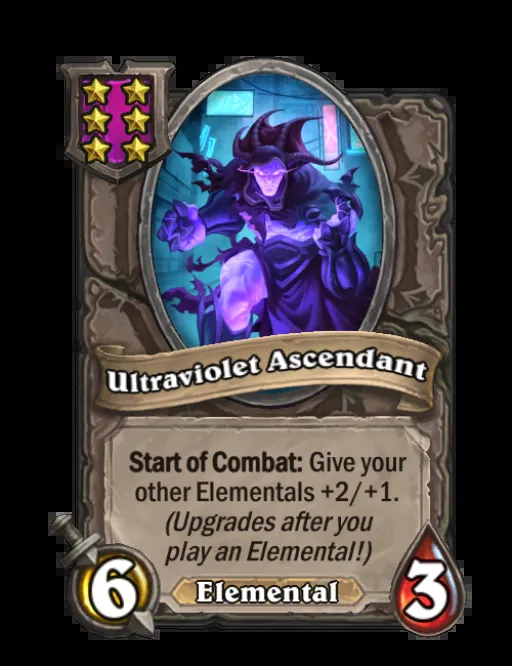 Ultraviolet Ascendant
Start of Combat: Give your
other Elementals +2/+1.
(Upgrades after you
play an Elemental!)
6
Elemental
3